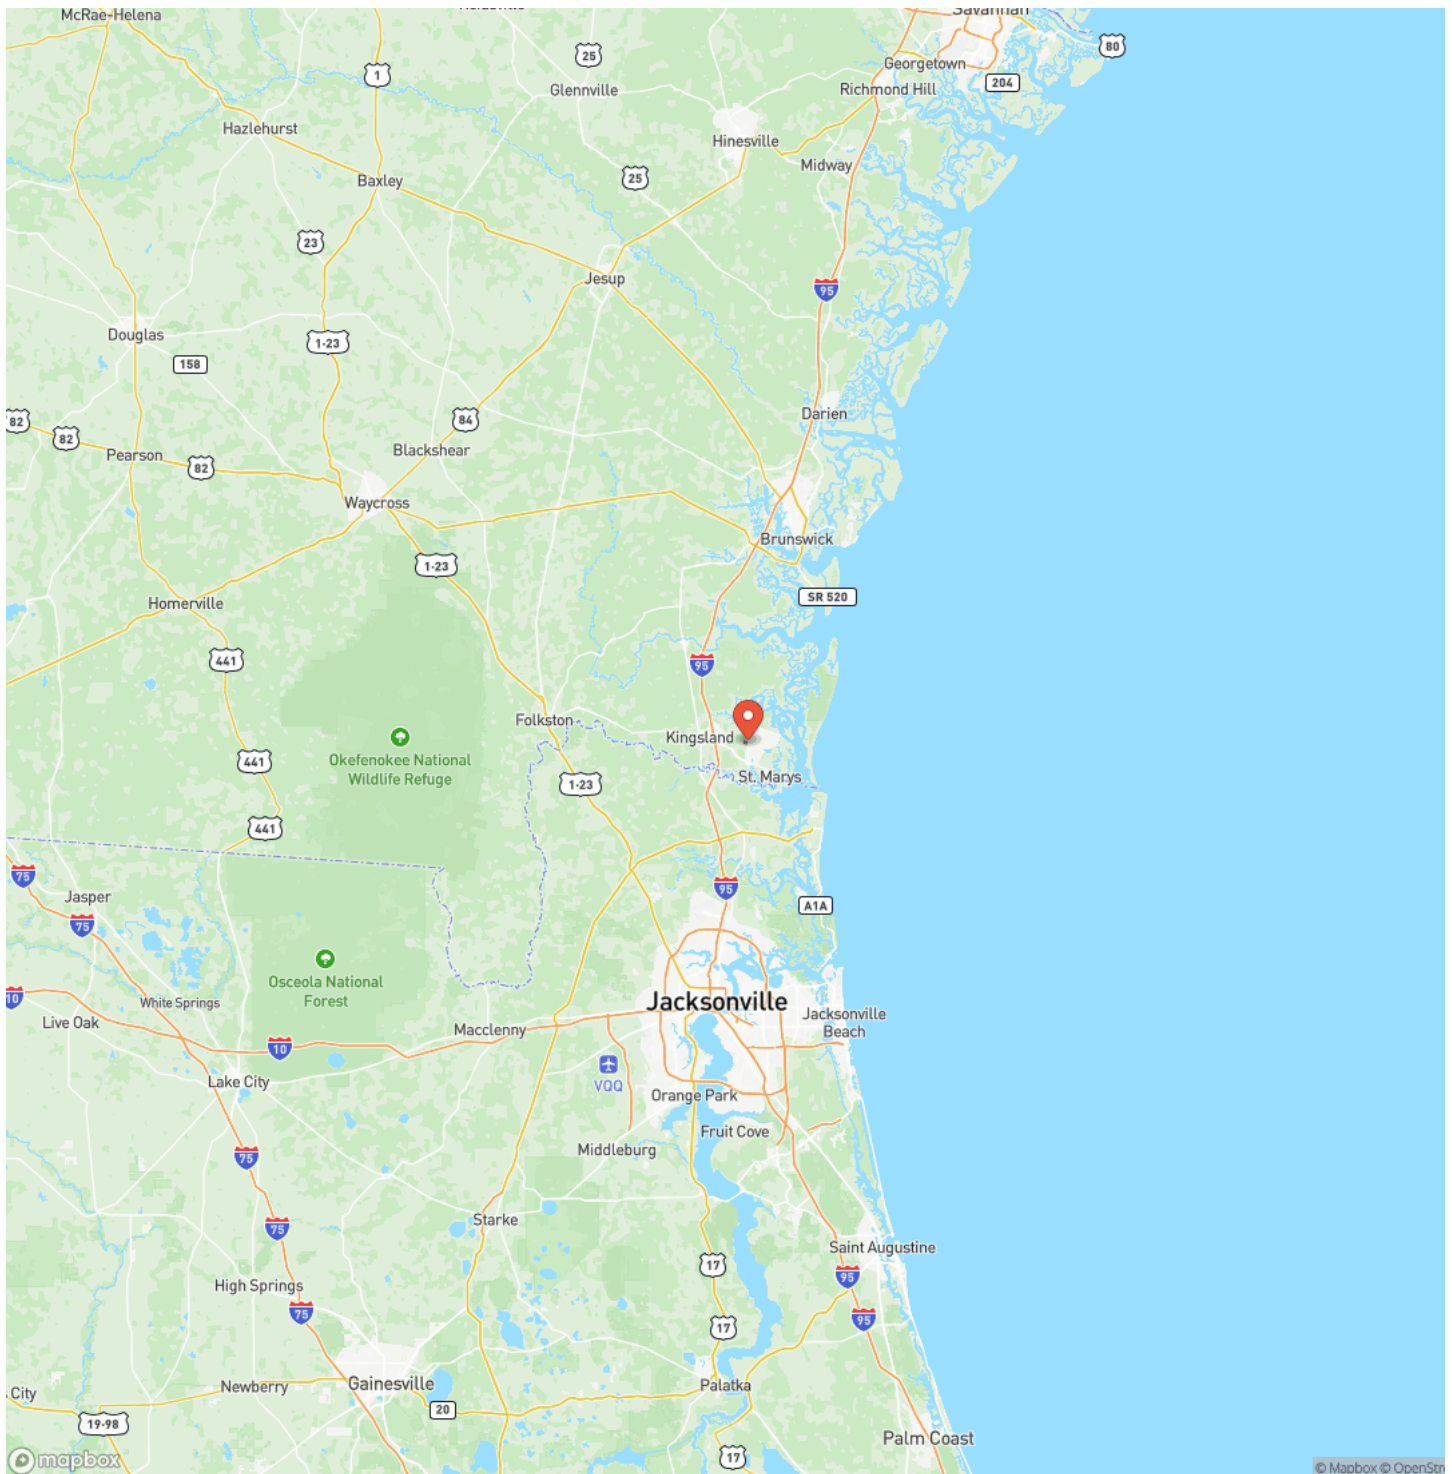 McRae-Helena
Savannah
80
25
1
Georgetown
204
Glennville
Richmond Hill
Hazlehurst
Hinesville
Midway
Baxley
25
23
Jesup
95
Douglas
1-23
158
Darien
82
84
82
Blackshear
Pearson
82
Waycross
Brunswick
1-23
SR 520
Homerville
441
95
Folkston
Kingsland
Okefenokee National
Wildlife Refuge
441
St. Marys
1-23
441
75
95
Jasper
A1A
75
Osceola National
Forest
10
White Springs
Jacksonville
Live Oak
Jacksonville
Beach
Macclenny
10
VQQ
Lake City
Orange Park
Fruit Cove
Middleburg
75
Starke
75
Saint Augustine
17
95
High Springs
75
95
17
Newberry
Gainesville
Palatka
City
20
19-98
Palm Coast
17
mapbox
© Mapbox © OpenStre